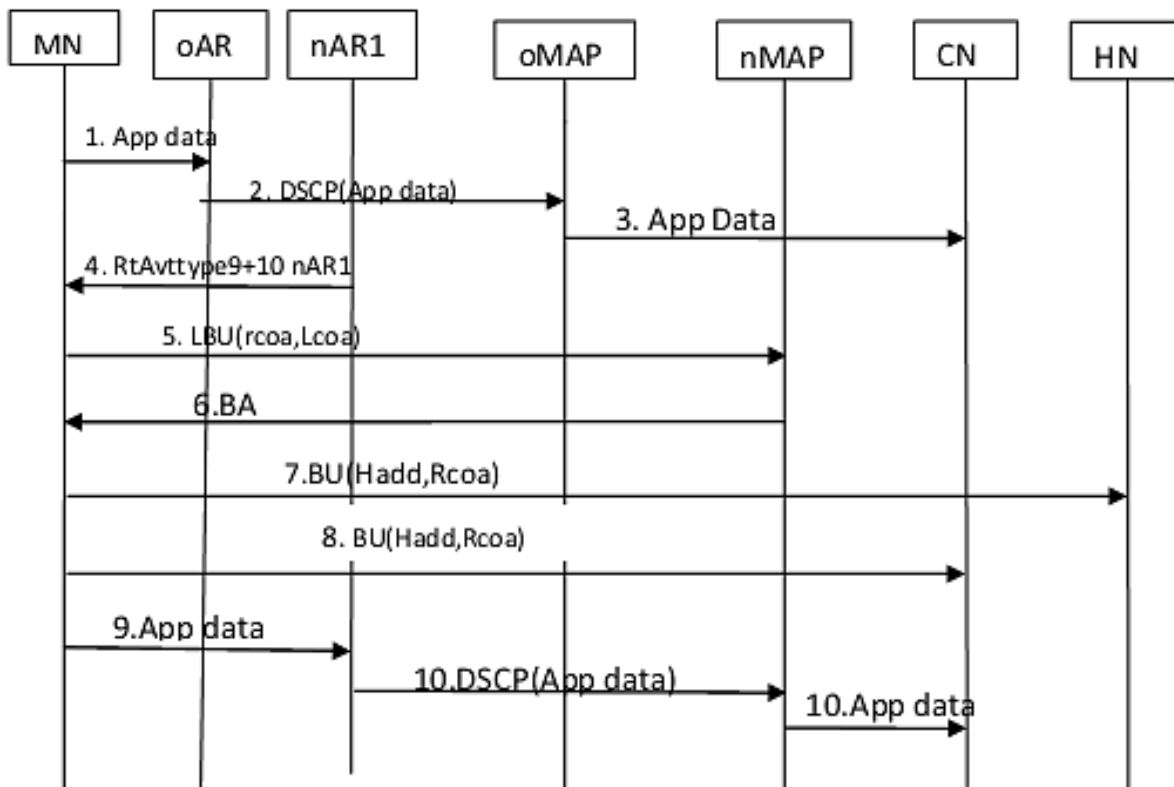 MN
oAR
nAR1
oMAP
nMAP
CN
HN
1. App data
2. DSCP(App data)
3. App Data
4. RtAvttype9+10 nAR1
5. LBU(rcoa,Lcoa)
6.BA
7.BU(Hadd,Rcoa)
8. BU(Hadd,Rcoa)
9.App data
10.DSCP(App data)
10.App data